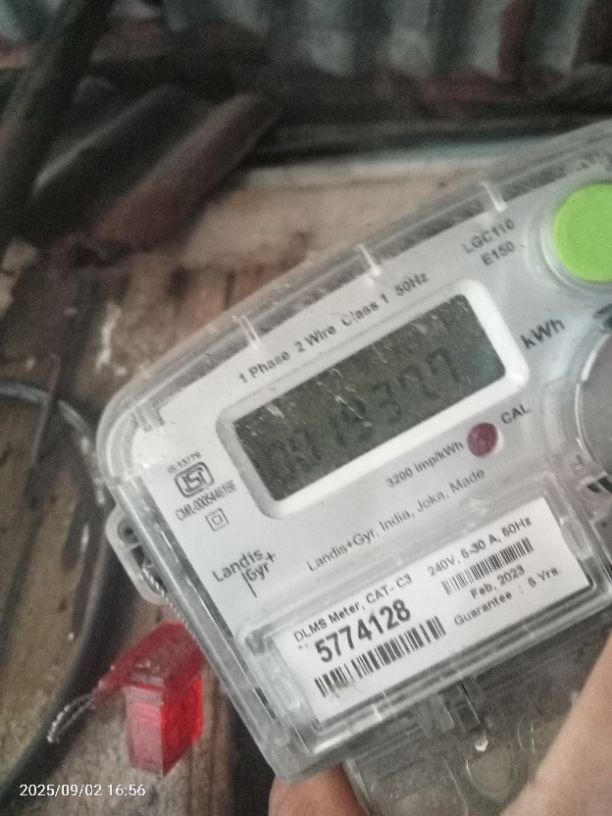 LGC110
E150
1 Phase 2 Wire Class 1 50Hz
kWh
IS:13779
ISI
3200 imp/kWh CAL
Landis+Gyr, India, Joka, Made
Landis
Gyr+
DLMS Meter, CAT- C3 240V, 5-30 A, 50Hz
5774128
Feb, 2023
Guarantee : 5 Yrs.
2025/09/02 16:56